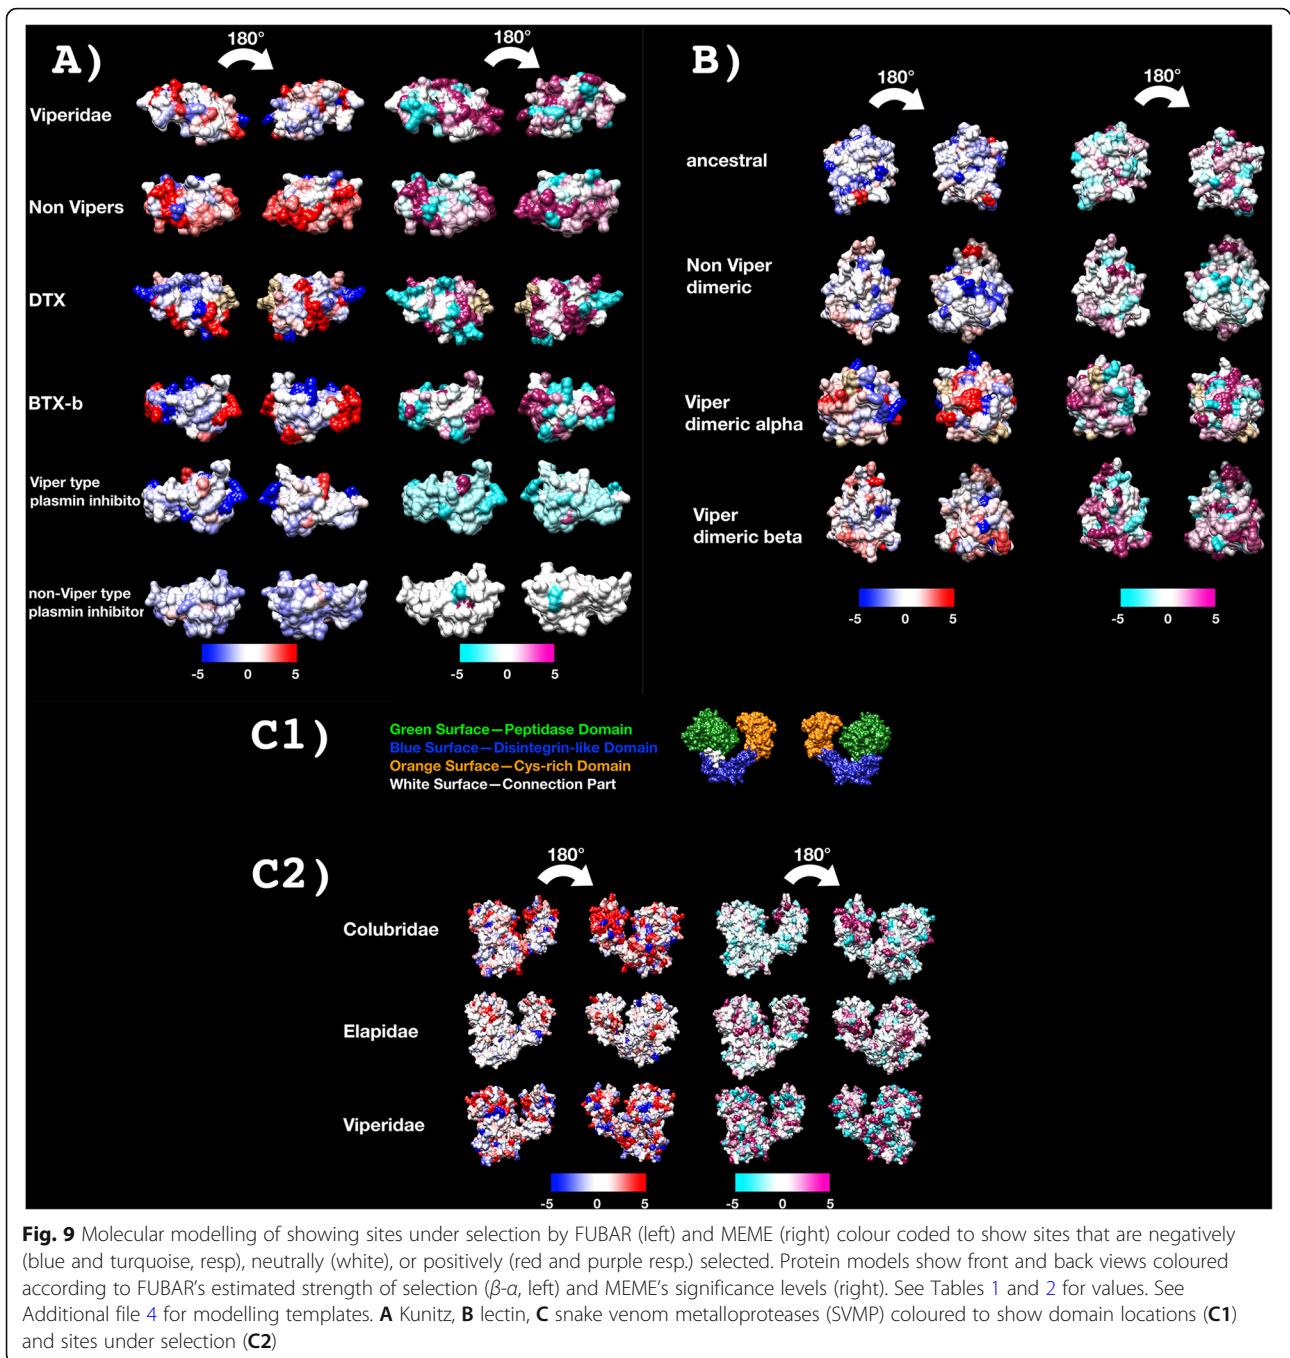 A)
180°
180°
Viperidae
Non Vipers
DTX
BTX-b
Viper type
plasmin inhibito
non-Viper type
plasmin inhibitor
-5 0 5
-5 0 5
B)
180°
180°
ancestral
Non Viper
dimeric
Viper
dimeric alpha
Viper
dimeric beta
-5 0 5
-5 0 5
C1)
Green Surface—Peptidase Domain
Blue Surface—Disintegrin-like Domain
Orange Surface—Cys-rich Domain
White Surface—Connection Part
C2)
180°
180°
Colubridae
Elapidae
Viperidae
-5 0 5
-5 0 5
Fig. 9 Molecular modelling of showing sites under selection by FUBAR (left) and MEME (right) colour coded to show sites that are negatively
(blue and turquoise, resp), neutrally (white), or positively (red and purple resp.) selected. Protein models show front and back views coloured
according to FUBAR's estimated strength of selection (β-α, left) and MEME's significance levels (right). See Tables 1 and 2 for values. See
Additional file 4 for modelling templates. A Kunitz, B lectin, C snake venom metalloproteases (SVMP) coloured to show domain locations (C1)
and sites under selection (C2)